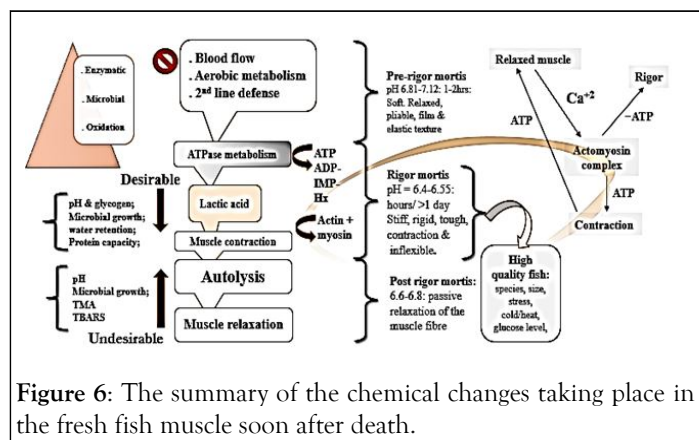 . Enzymatic
. Microbial
. Oxidation
. Blood flow
. Aerobic metabolism
. 2nd line defense
ATPase metabolism
ATP
ADP-
IMP-
Hx
Desirable
pH & glycogen;
Microbial growth;
water retention;
Protein capacity;
Lactic acid
Muscle contraction
Actin +
myosin
Autolysis
pH
Microbial growth;
TMA
TBARS
Undesirable
Muscle relaxation
Pre-rigor mortis
pH 6.81-7.12: 1-2hrs:
Soft. Relaxed,
pliable, film &
elastic texture
Rigor mortis
pH = 6.4-6.55:
hours/ >1 day
Stiff, rigid, tough,
contraction &
inflexible.
Post rigor mortis:
6.6-6.8: passive
relaxation of the
muscle fibre
Relaxed muscle
Rigor
Ca+2
ATP
-ATP
Actomyosin
complex
ATP
Contraction
High
quality fish:
species, size,
stress,
cold/heat,
glucose level,
Figure 6: The summary of the chemical changes taking place in
the fresh fish muscle soon after death.